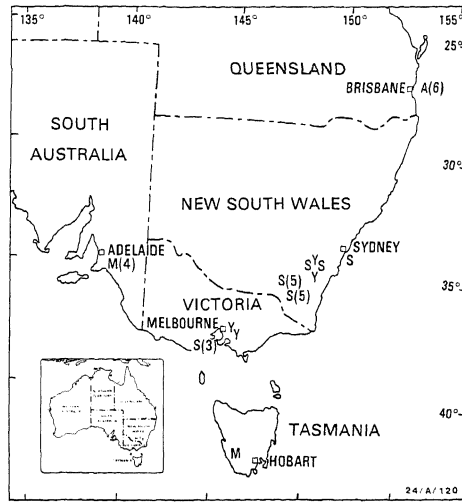 135° 140° 145° 150° 155°
25°
QUEENSLAND
BRISBANE A(6)
SOUTH
AUSTRALIA
30°
NEW SOUTH WALES
ADELAIDE
M(4)
SYDNEY
S
Y
S S
Y
S(5)
S(5)
35°
VICTORIA
MELBOURNE Y
Y
S(3)
40°
TASMANIA
M
HOBART
24/A/120